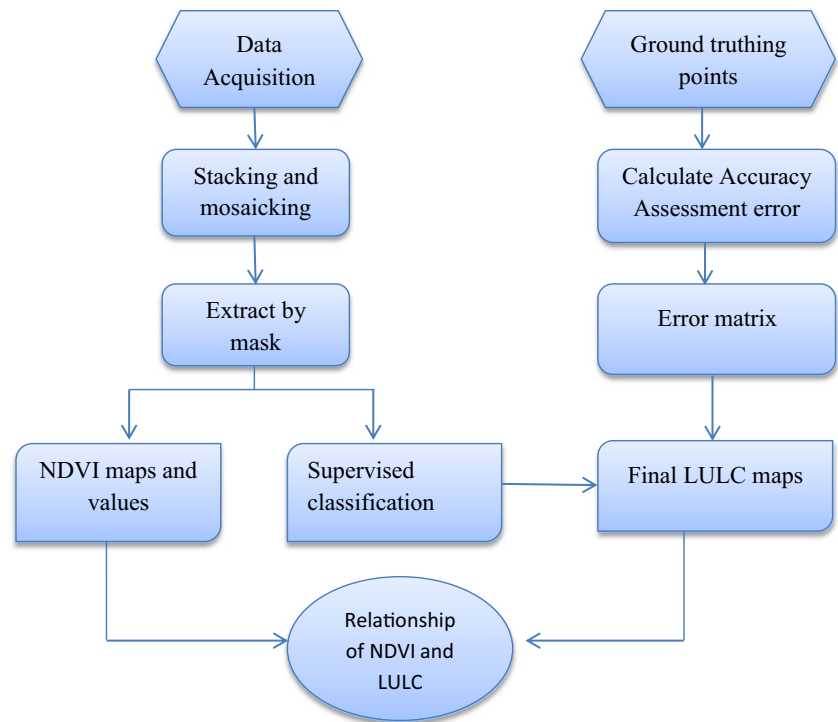 Data
Acquisition
Ground truthing
points
Stacking and
mosaicking
Calculate Accuracy
Assessment error
Extract by
mask
Error matrix
NDVI maps and
values
Supervised
classification
Final LULC maps
Relationship
of NDVI and
LULC